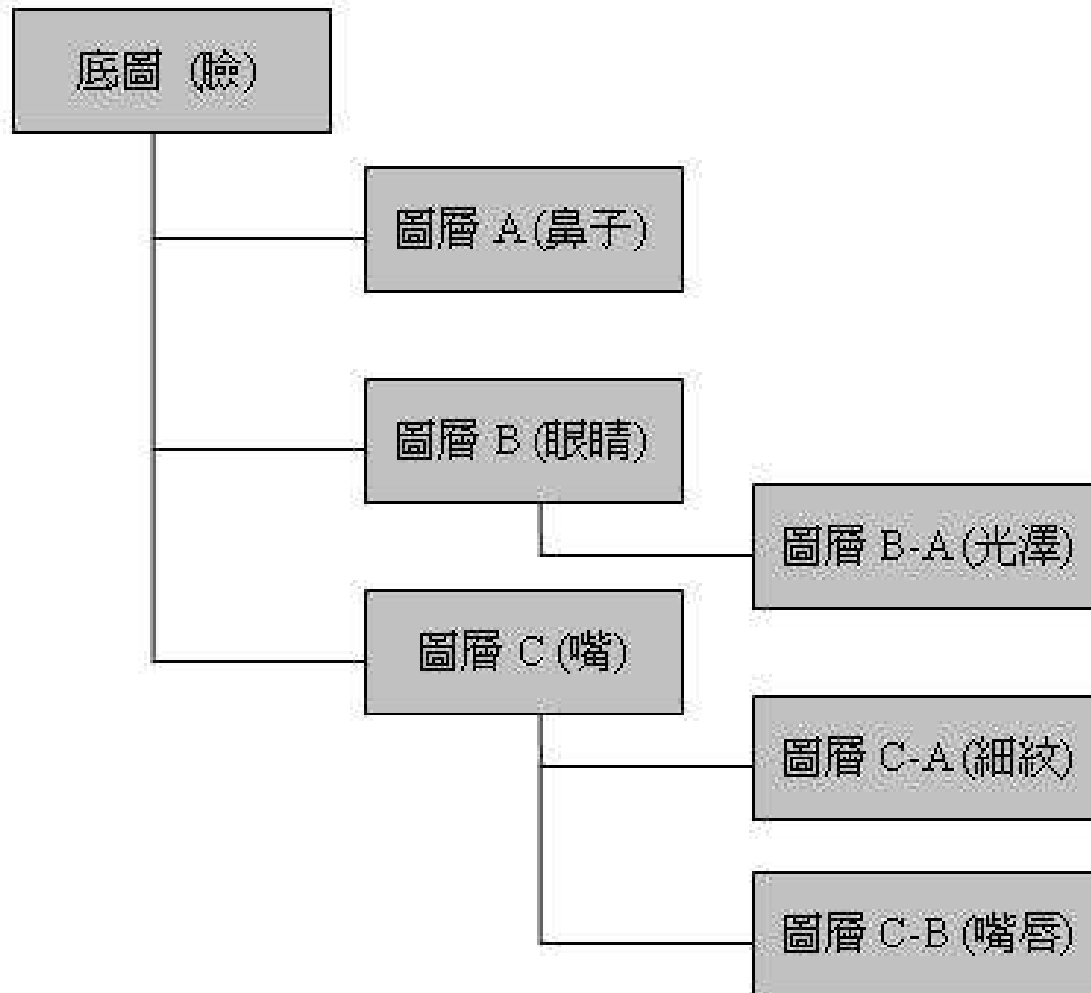 底圖 (臉)
圖層 A (鼻子)
圖層 B (眼睛)
圖層 B-A (光澤)
圖層 C (嘴)
圖層 C-A (細紋)
圖層 C-B (嘴唇)